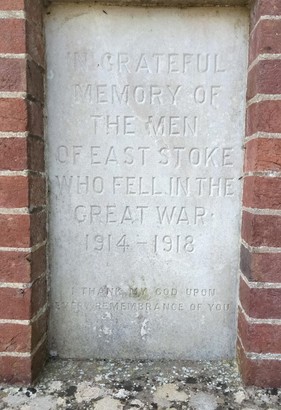 IN GRATEFUL
MEMORY OF
THE MEN
OF EAST STOKE
WHO FELL IN THE
GREAT WAR
1914-1918
I THANK MY GOD UPON
EVERY REMEMBRANCE OF YOU